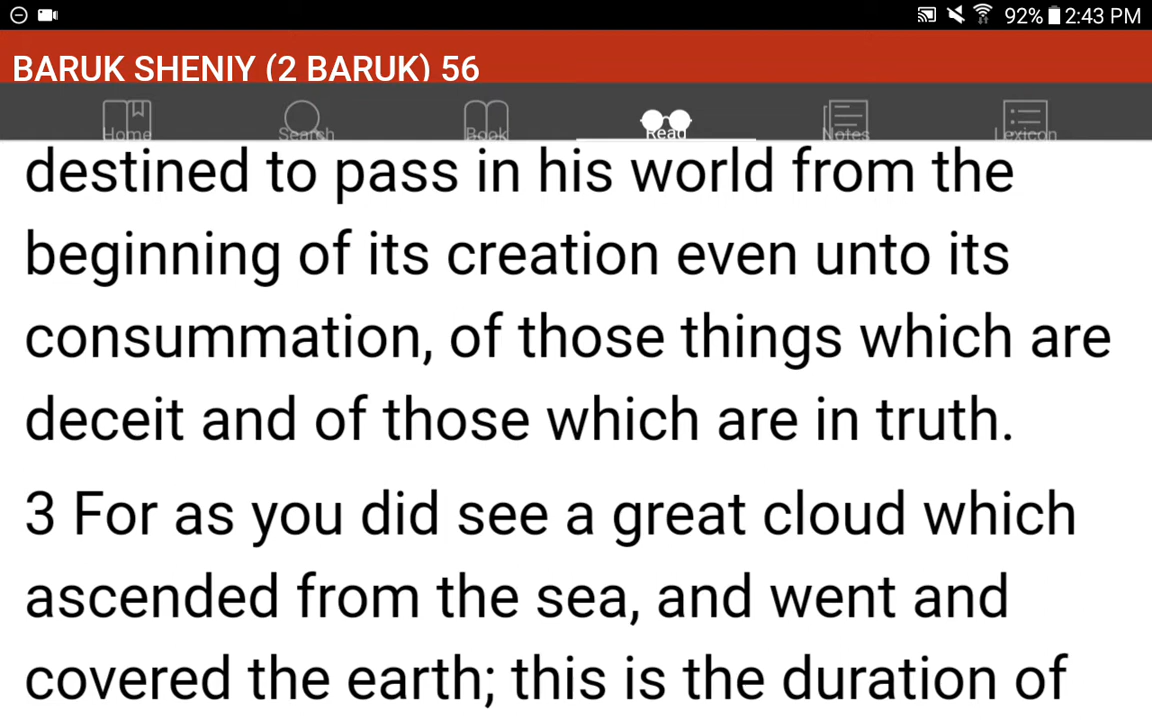 92% 2:43 PM
BARUK SHENIY (2 BARUK) 56
Home Search Book Read Notes Lexicon
destined to pass in his world from the
beginning of its creation even unto its
consummation, of those things which are
deceit and of those which are in truth.
3 For as you did see a great cloud which
ascended from the sea, and went and
covered the earth; this is the duration of